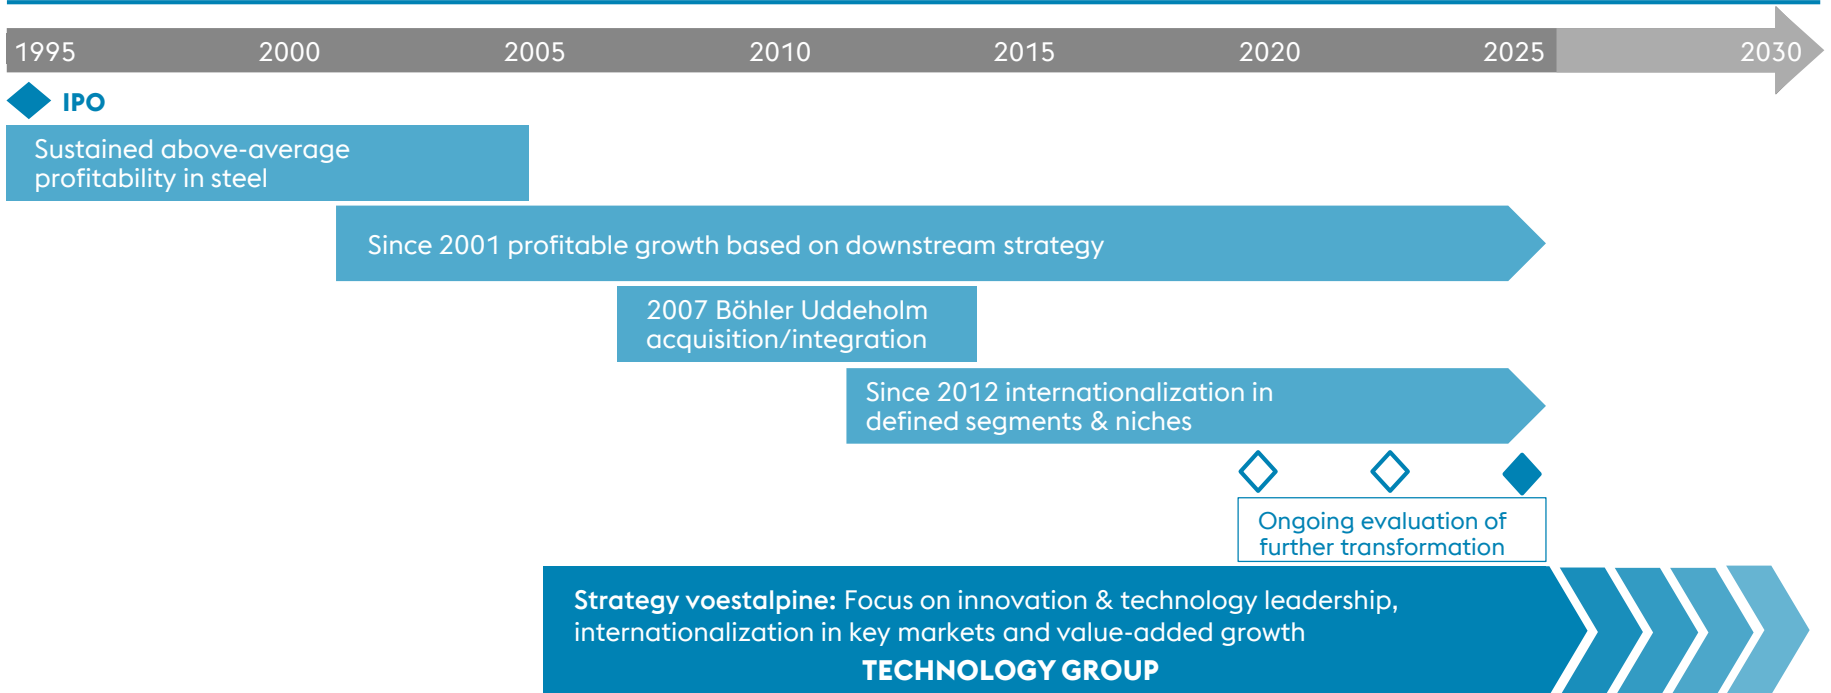 1995 2000 2005 2010 2015 2020 2025 2030
IPO
Sustained above-average
profitability in steel
Since 2001 profitable growth based on downstream strategy
2007 Böhler Uddeholm
acquisition/integration
Since 2012 internationalization in
defined segments & niches
Ongoing evaluation of
further transformation
Strategy voestalpine: Focus on innovation & technology leadership,
internationalization in key markets and value-added growth
TECHNOLOGY GROUP